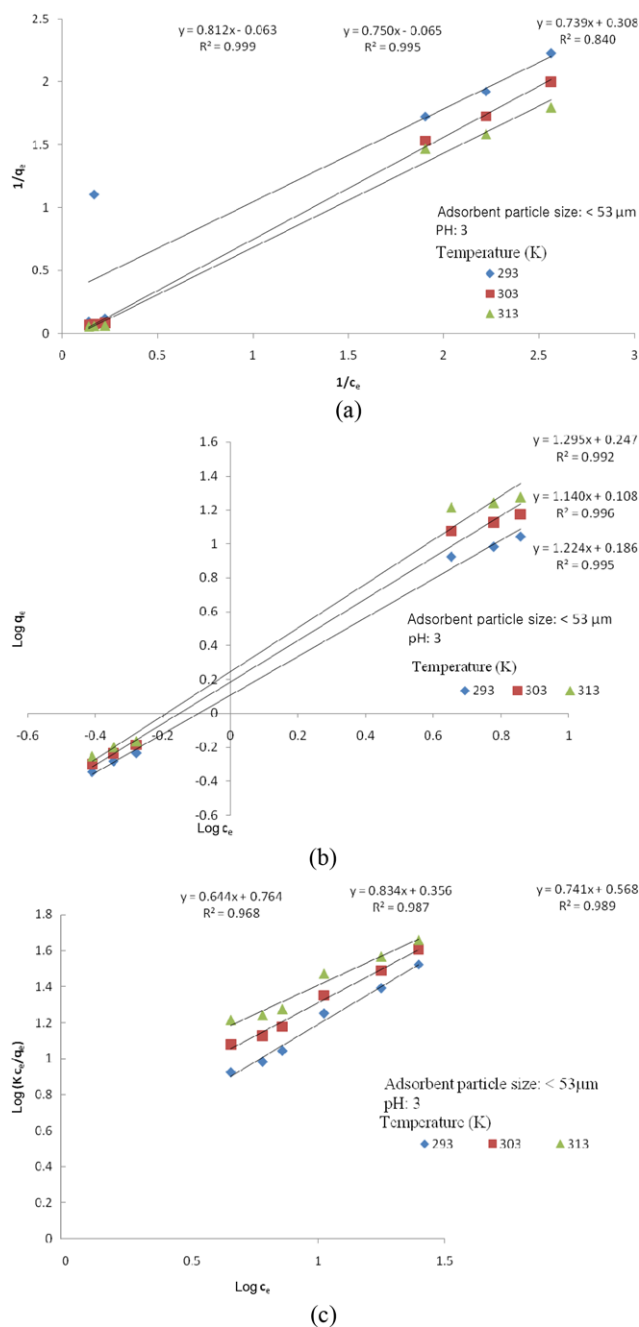 y = 0.812x - 0.063 y = 0.750x - 0.065 y = 0.739x + 0.308
R² = 0.999 R² = 0.995 R² = 0.840
2.5
2
1.5
1
0.5
0
1/qe
Adsorbent particle size: < 53 µm
PH: 3
Temperature (K)
293
303
313
0 0.5 1 1.5 2 2.5 3
1/ce
(a)
y = 1.295x + 0.247
R² = 0.992
y = 1.140x + 0.108
R² = 0.996
y = 1.224x + 0.186
R² = 0.995
1.6
1.4
1.2
1
0.8
0.6
0.4
0.2
0
-0.2
-0.4
-0.6
Log qe
Adsorbent particle size: < 53 µm
pH: 3
Temperature (K)
293 303 313
-0.6 -0.4 -0.2 0 0.2 0.4 0.6 0.8 1
Log ce
(b)
y = 0.644x + 0.764 y = 0.834x + 0.356 y = 0.741x + 0.568
R² = 0.968 R² = 0.987 R² = 0.989
1.8
1.6
1.4
1.2
1
0.8
0.6
0.4
0.2
0
Log (K ce/qe)
Adsorbent particle size: < 53µm
pH: 3
Temperature (K)
293 303 313
0 0.5 1 1.5
Log ce
(c)